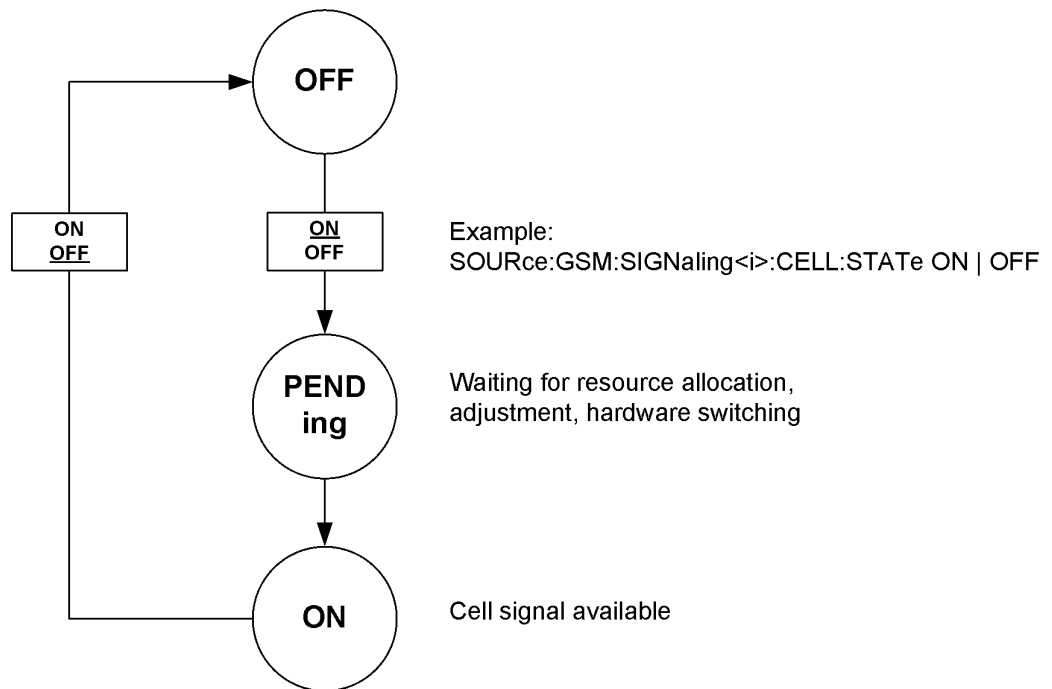 OFF
ON
OFF
ON
OFF
Example:
SOURce:GSM:SIGNaling<i>:CELL:STATe ON | OFF
PEND
ing
Waiting for resource allocation,
adjustment, hardware switching
ON
Cell signal available